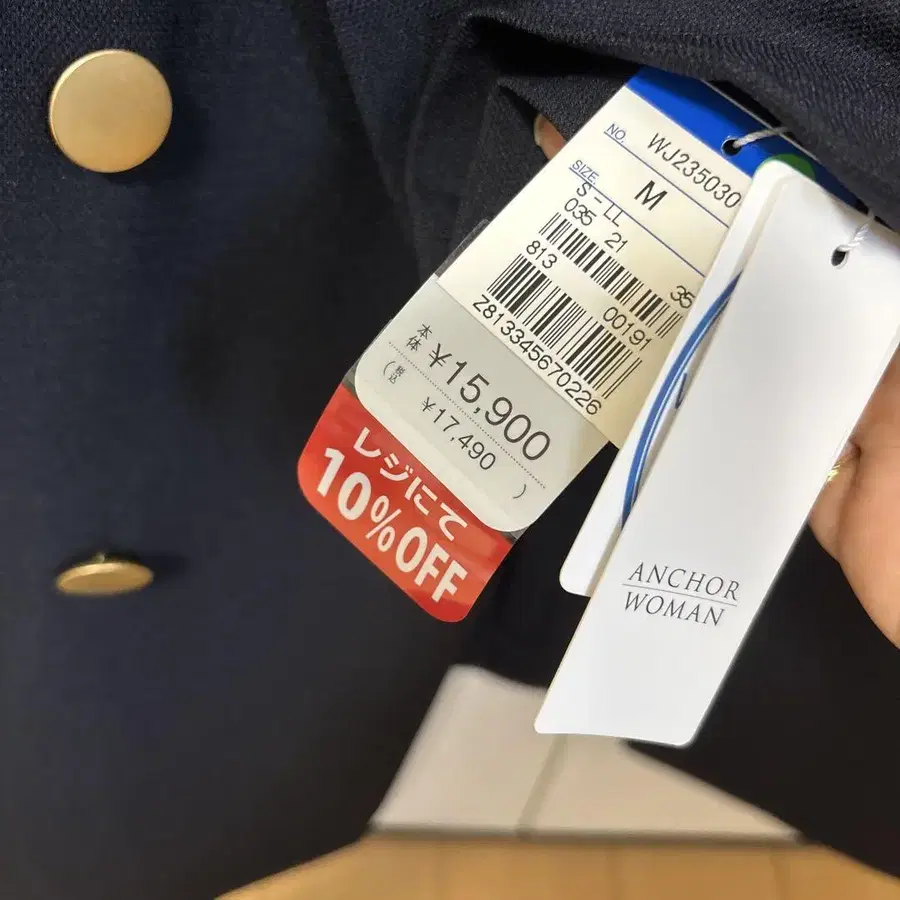 NO. WJ235030
SIZE M
S - LL
035 21 35
813 00191
Z813345670226
本体 ¥15,900
(税込 ¥17,490)
レジにて
10%OFF
ANCHOR
WOMAN